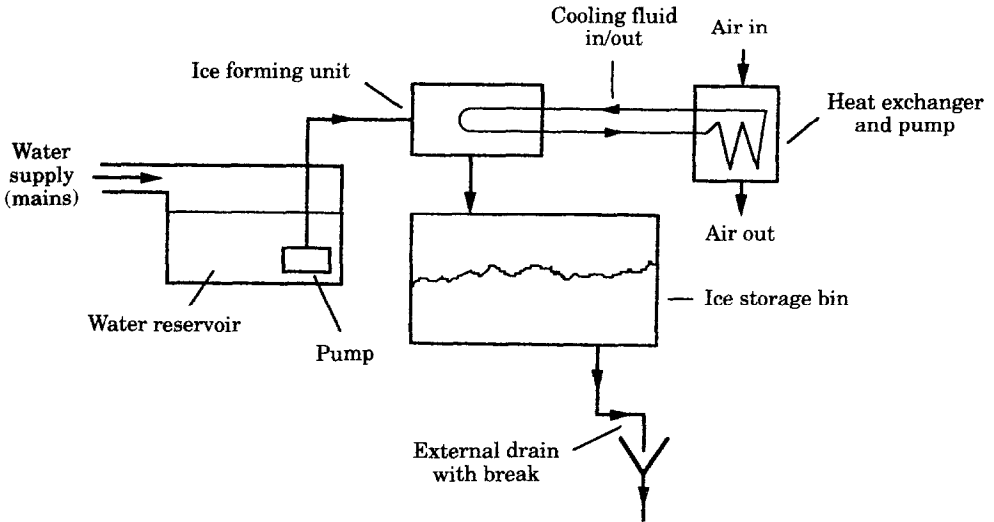 Cooling fluid
in/out
Air in
Ice forming unit
Heat exchanger
and pump
Water
supply
(mains)
Air out
Ice storage bin
Water reservoir
Pump
External drain
with break